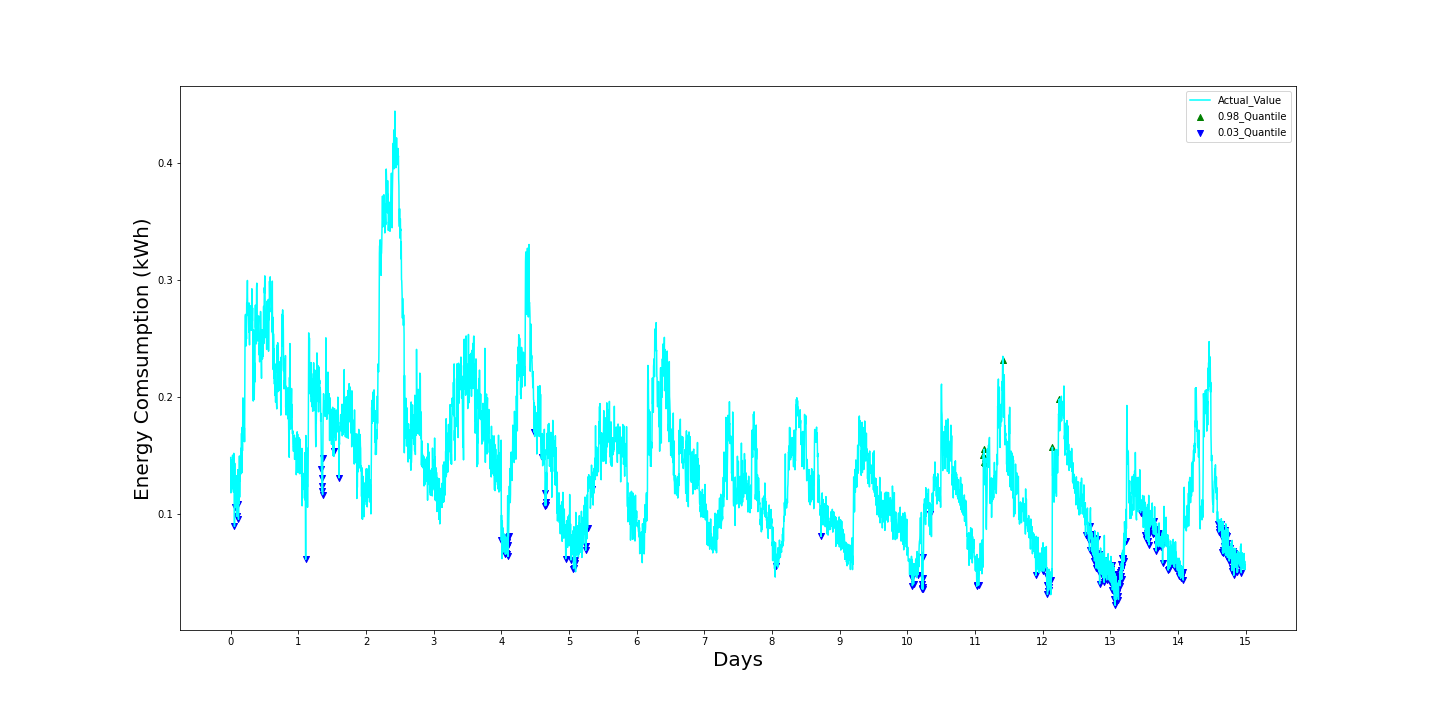 Actual_Value
0.98_Quantile
0.03_Quantile
Energy Comsumption (kWh)
0.4
0.3
0.2
0.1
0 1 2 3 4 5 6 7 8 9 10 11 12 13 14 15
Days